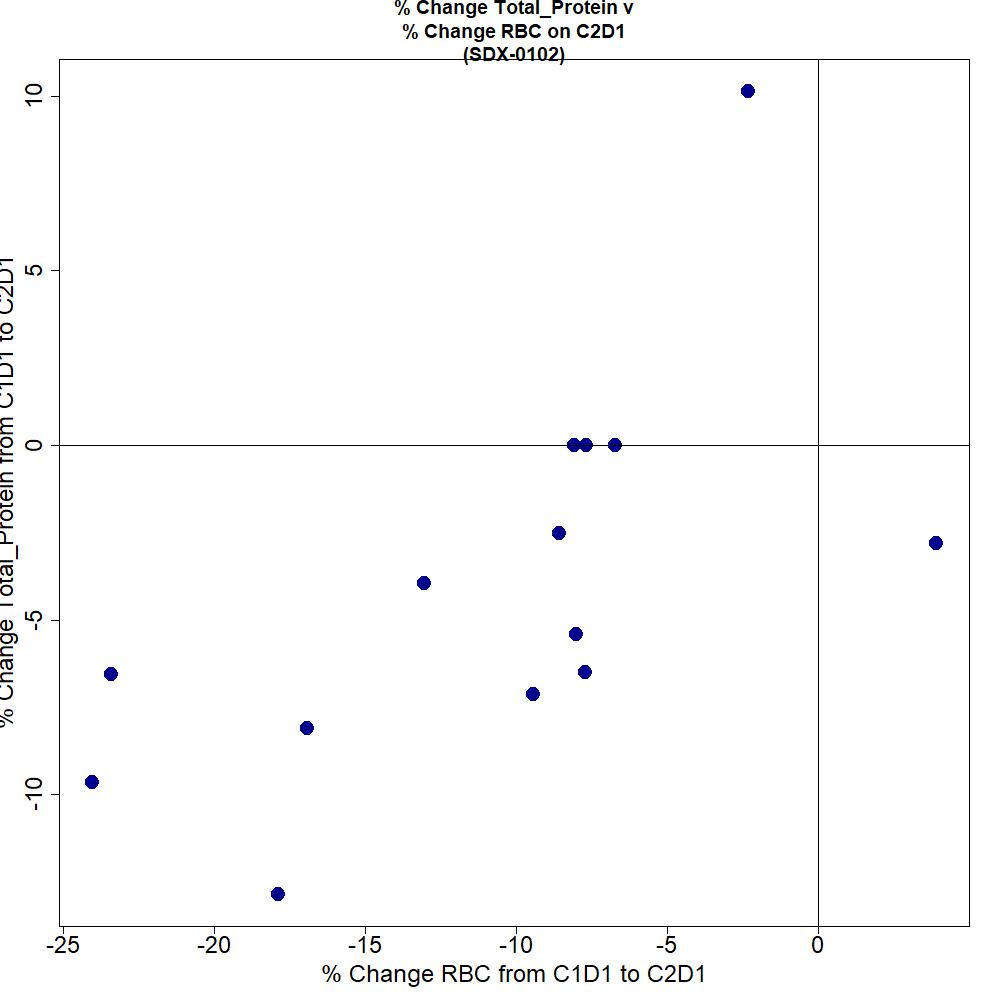 % Change Total_Protein v
% Change RBC on C2D1
(SDX-0102)
% Change Total_Protein from C1D1 to C2D1
10
5
0
-5
-10
-25
-20
-15
-10
-5
0
% Change RBC from C1D1 to C2D1